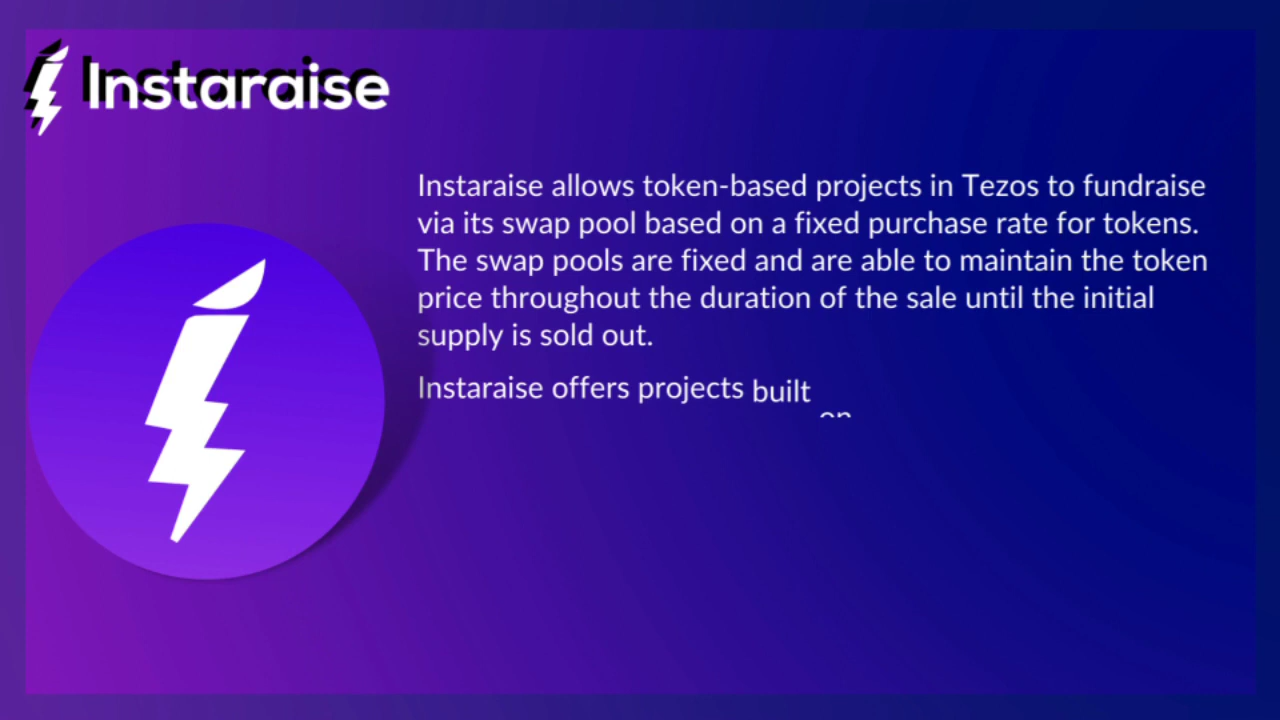 Instaraise
Instaraise allows token-based projects in Tezos to fundraise
via its swap pool based on a fixed purchase rate for tokens.
The swap pools are fixed and are able to maintain the token
price throughout the duration of the sale until the initial
supply is sold out.
Instaraise offers projects built